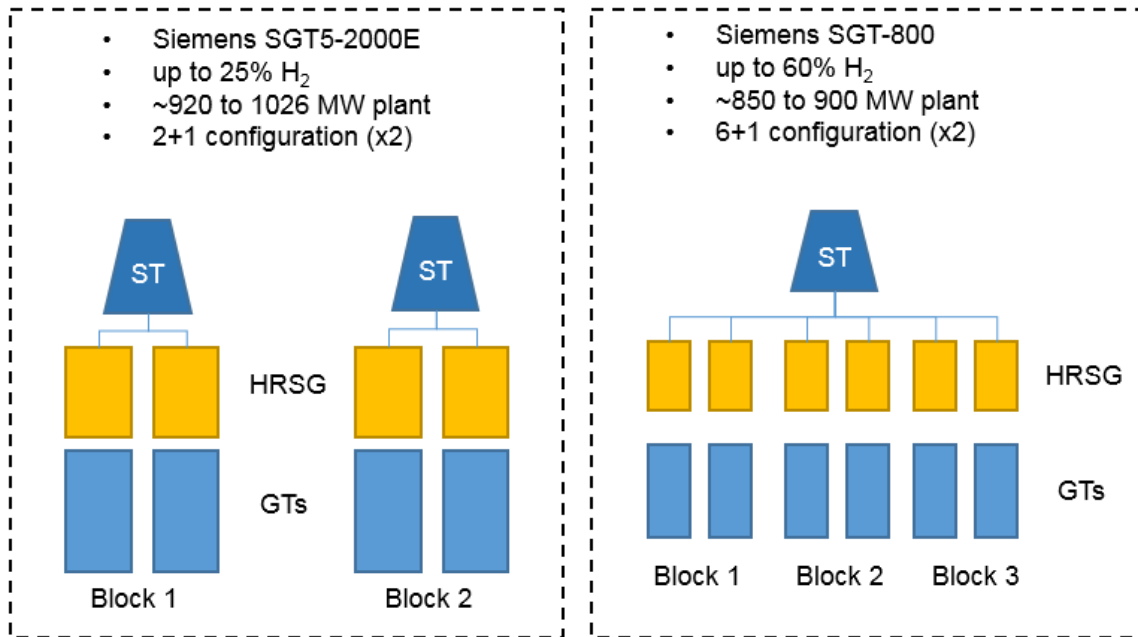 • Siemens SGT5-2000E
• up to 25% H₂
• ~920 to 1026 MW plant
• 2+1 configuration (x2)
ST
ST
HRSG
GTs
Block 1
Block 2
• Siemens SGT-800
• up to 60% H₂
• ~850 to 900 MW plant
• 6+1 configuration (x2)
ST
HRSG
GTs
Block 1
Block 2
Block 3